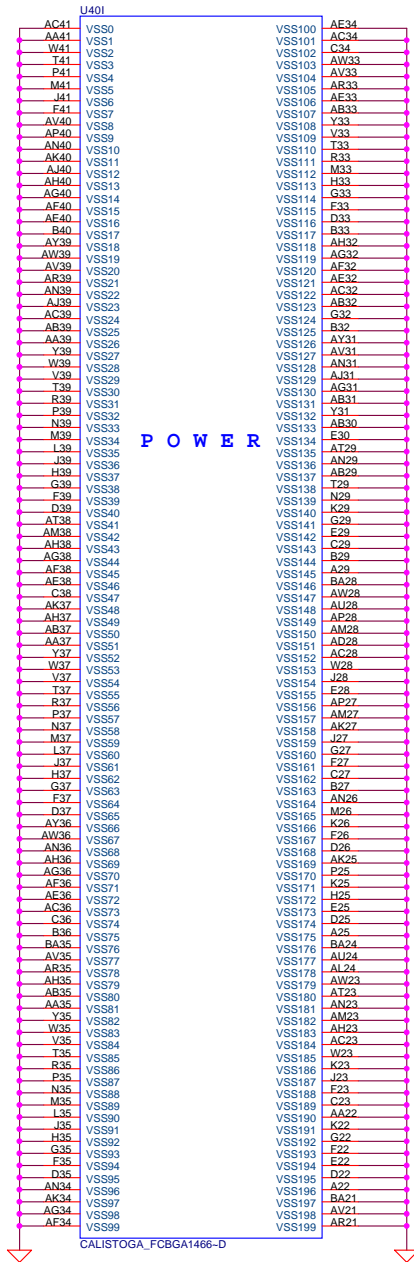 U40I
AC41 VSS0 VSS100 AE34
AA41 VSS1 VSS101 AC34
W41 VSS2 VSS102 C34
T41 VSS3 VSS103 AW33
P41 VSS4 VSS104 AV33
M41 VSS5 VSS105 AR33
J41 VSS6 VSS106 AE33
F41 VSS7 VSS107 AB33
AV40 VSS8 VSS108 Y33
AP40 VSS9 VSS109 V33
AN40 VSS10 VSS110 T33
AK40 VSS11 VSS111 R33
AJ40 VSS12 VSS112 M33
AH40 VSS13 VSS113 H33
AG40 VSS14 VSS114 G33
AF40 VSS15 VSS115 F33
AE40 VSS16 VSS116 D33
B40 VSS17 VSS117 B33
AY39 VSS18 VSS118 AH32
AW39 VSS19 VSS119 AG32
AV39 VSS20 VSS120 AF32
AR39 VSS21 VSS121 AE32
AN39 VSS22 VSS122 AC32
AJ39 VSS23 VSS123 AB32
AC39 VSS24 VSS124 G32
AB39 VSS25 VSS125 B32
AA39 VSS26 VSS126 AY31
Y39 VSS27 VSS127 AV31
W39 VSS28 VSS128 AN31
V39 VSS29 VSS129 AJ31
T39 VSS30 VSS130 AG31
R39 VSS31 VSS131 AB31
P39 VSS32 VSS132 Y31
N39 VSS33 VSS133 AB30
M39 VSS34 VSS134 E30
P O W E R
L39 VSS35 VSS135 AT29
J39 VSS36 VSS136 AN29
H39 VSS37 VSS137 AB29
G39 VSS38 VSS138 T29
F39 VSS39 VSS139 N29
D39 VSS40 VSS140 K29
AT38 VSS41 VSS141 G29
AM38 VSS42 VSS142 E29
AH38 VSS43 VSS143 C29
AG38 VSS44 VSS144 B29
AF38 VSS45 VSS145 A29
AE38 VSS46 VSS146 BA28
C38 VSS47 VSS147 AW28
AK37 VSS48 VSS148 AU28
AH37 VSS49 VSS149 AP28
AB37 VSS50 VSS150 AM28
AA37 VSS51 VSS151 AD28
Y37 VSS52 VSS152 AC28
W37 VSS53 VSS153 W28
V37 VSS54 VSS154 J28
T37 VSS55 VSS155 E28
R37 VSS56 VSS156 AP27
P37 VSS57 VSS157 AM27
N37 VSS58 VSS158 AK27
M37 VSS59 VSS159 J27
L37 VSS60 VSS160 G27
J37 VSS61 VSS161 F27
H37 VSS62 VSS162 C27
G37 VSS63 VSS163 B27
F37 VSS64 VSS164 AN26
D37 VSS65 VSS165 M26
AY36 VSS66 VSS166 K26
AW36 VSS67 VSS167 F26
AN36 VSS68 VSS168 D26
AH36 VSS69 VSS169 AK25
AG36 VSS70 VSS170 P25
AF36 VSS71 VSS171 K25
AE36 VSS72 VSS172 H25
AC36 VSS73 VSS173 E25
C36 VSS74 VSS174 D25
B36 VSS75 VSS175 A25
BA35 VSS76 VSS176 BA24
AV35 VSS77 VSS177 AU24
AR35 VSS78 VSS178 AL24
AH35 VSS79 VSS179 AW23
AB35 VSS80 VSS180 AT23
AA35 VSS81 VSS181 AN23
Y35 VSS82 VSS182 AM23
W35 VSS83 VSS183 AH23
V35 VSS84 VSS184 AC23
T35 VSS85 VSS185 W23
R35 VSS86 VSS186 K23
P35 VSS87 VSS187 J23
N35 VSS88 VSS188 F23
M35 VSS89 VSS189 C23
L35 VSS90 VSS190 AA22
J35 VSS91 VSS191 K22
H35 VSS92 VSS192 G22
G35 VSS93 VSS193 F22
F35 VSS94 VSS194 E22
D35 VSS95 VSS195 D22
AN34 VSS96 VSS196 A22
AK34 VSS97 VSS197 BA21
AG34 VSS98 VSS198 AV21
AF34 VSS99 VSS199 AR21
CALISTOGA_FCBGA1466~D